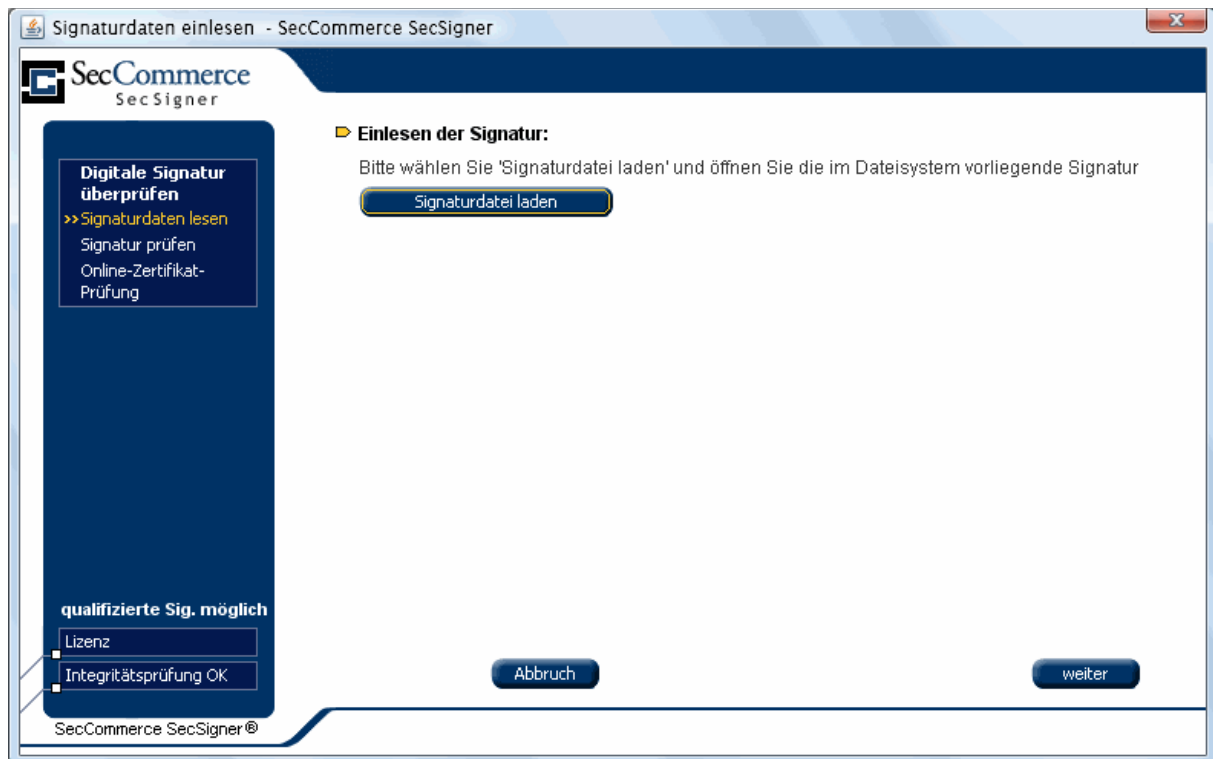 Signaturdaten einlesen - SecCommerce SecSigner
x
SecCommerce
SecSigner
Digitale Signatur
überprüfen
>>Signaturdaten lesen
Signatur prüfen
Online-Zertifikat-
Prüfung
qualifizierte Sig. möglich
Lizenz
Integritätsprüfung OK
SecCommerce SecSigner®
Einlesen der Signatur:
Bitte wählen Sie 'Signaturdatei laden' und öffnen Sie die im Dateisystem vorliegende Signatur
Signaturdatei laden
Abbruch
weiter